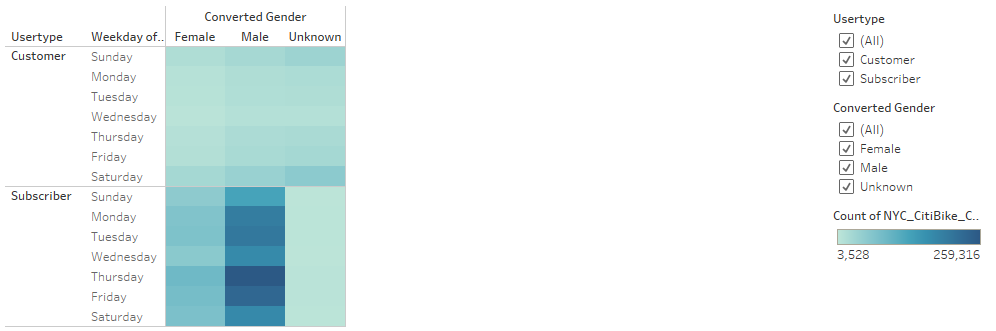 Converted Gender
Usertype Weekday of.. Female Male Unknown
Customer Sunday
Monday
Tuesday
Wednesday
Thursday
Friday
Saturday
Subscriber Sunday
Monday
Tuesday
Wednesday
Thursday
Friday
Saturday
Usertype
(All)
Customer
Subscriber
Converted Gender
(All)
Female
Male
Unknown
Count of NYC_CitiBike_C..
3,528 259,316